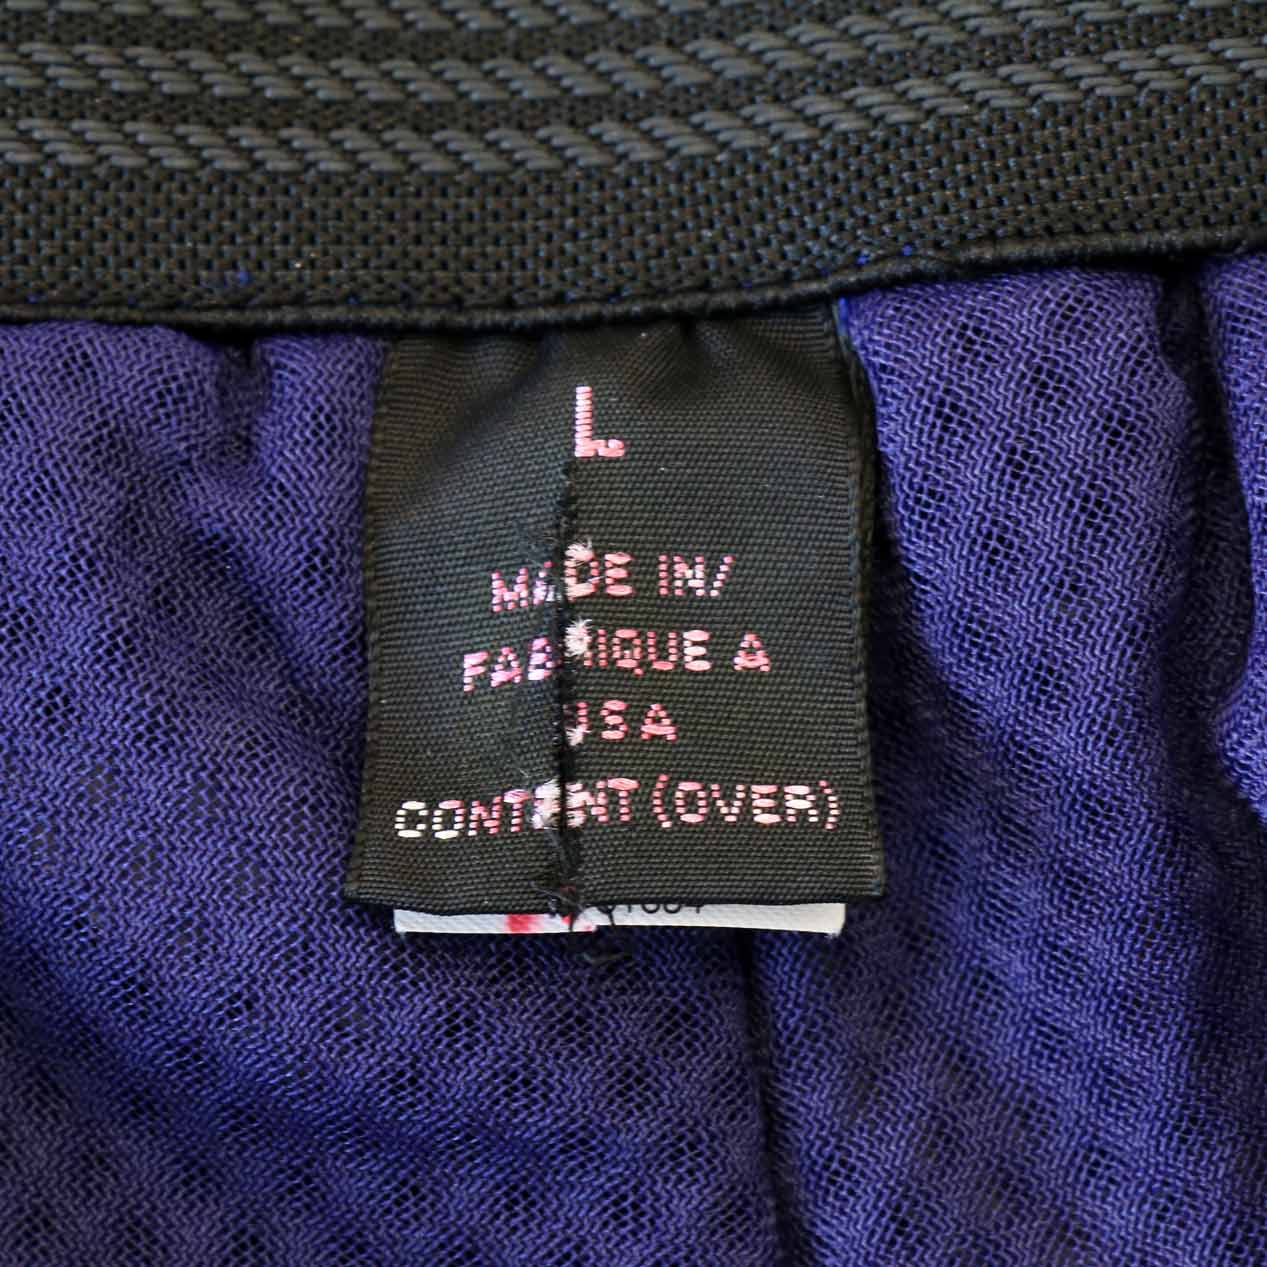 L
MADE IN/
FABRIQUE A
USA
CONTENT (OVER)